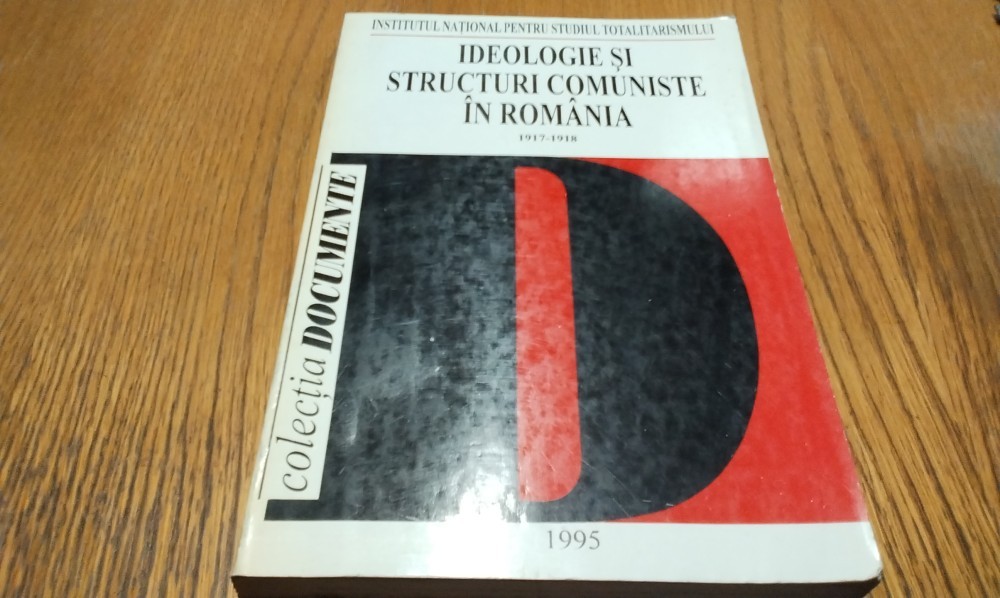 INSTITUTUL NAȚIONAL PENTRU STUDIUL TOTALITARISMULUI
IDEOLOGIE ȘI
STRUCTURI COMUNISTE
ÎN ROMÂNIA
1917-1918
colecția DOCUMENTE
D
1995